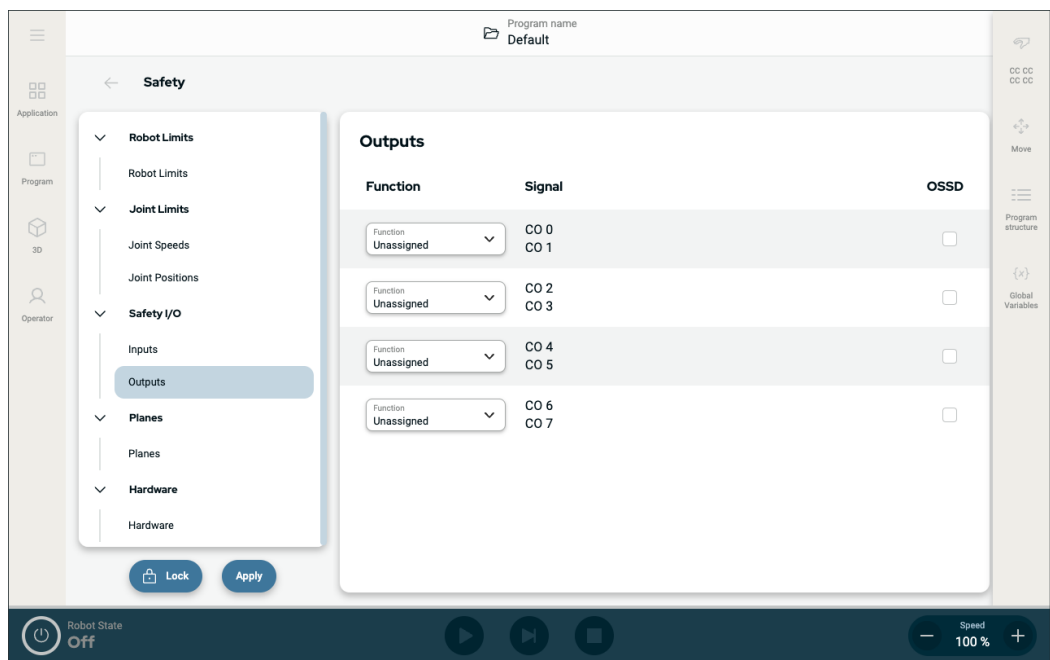 Program name
Default
Application
Program
3D
Operator
Safety
Robot Limits
Robot Limits
Joint Limits
Joint Speeds
Joint Positions
Safety I/O
Inputs
Outputs
Planes
Planes
Hardware
Hardware
Lock
Apply
Outputs
Function Signal OSSD
Function
Unassigned
CO 0
CO 1
Function
Unassigned
CO 2
CO 3
Function
Unassigned
CO 4
CO 5
Function
Unassigned
CO 6
CO 7
CC CC
CC CC
Move
Program
structure
{x}
Global
Variables
Robot State
Off
Speed
100 %